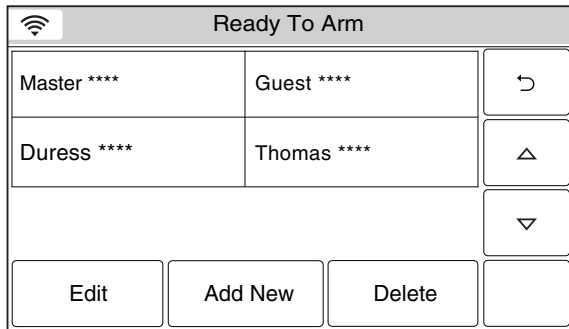 Ready To Arm
Master ****
Guest ****
Duress ****
Thomas ****
Edit
Add New
Delete